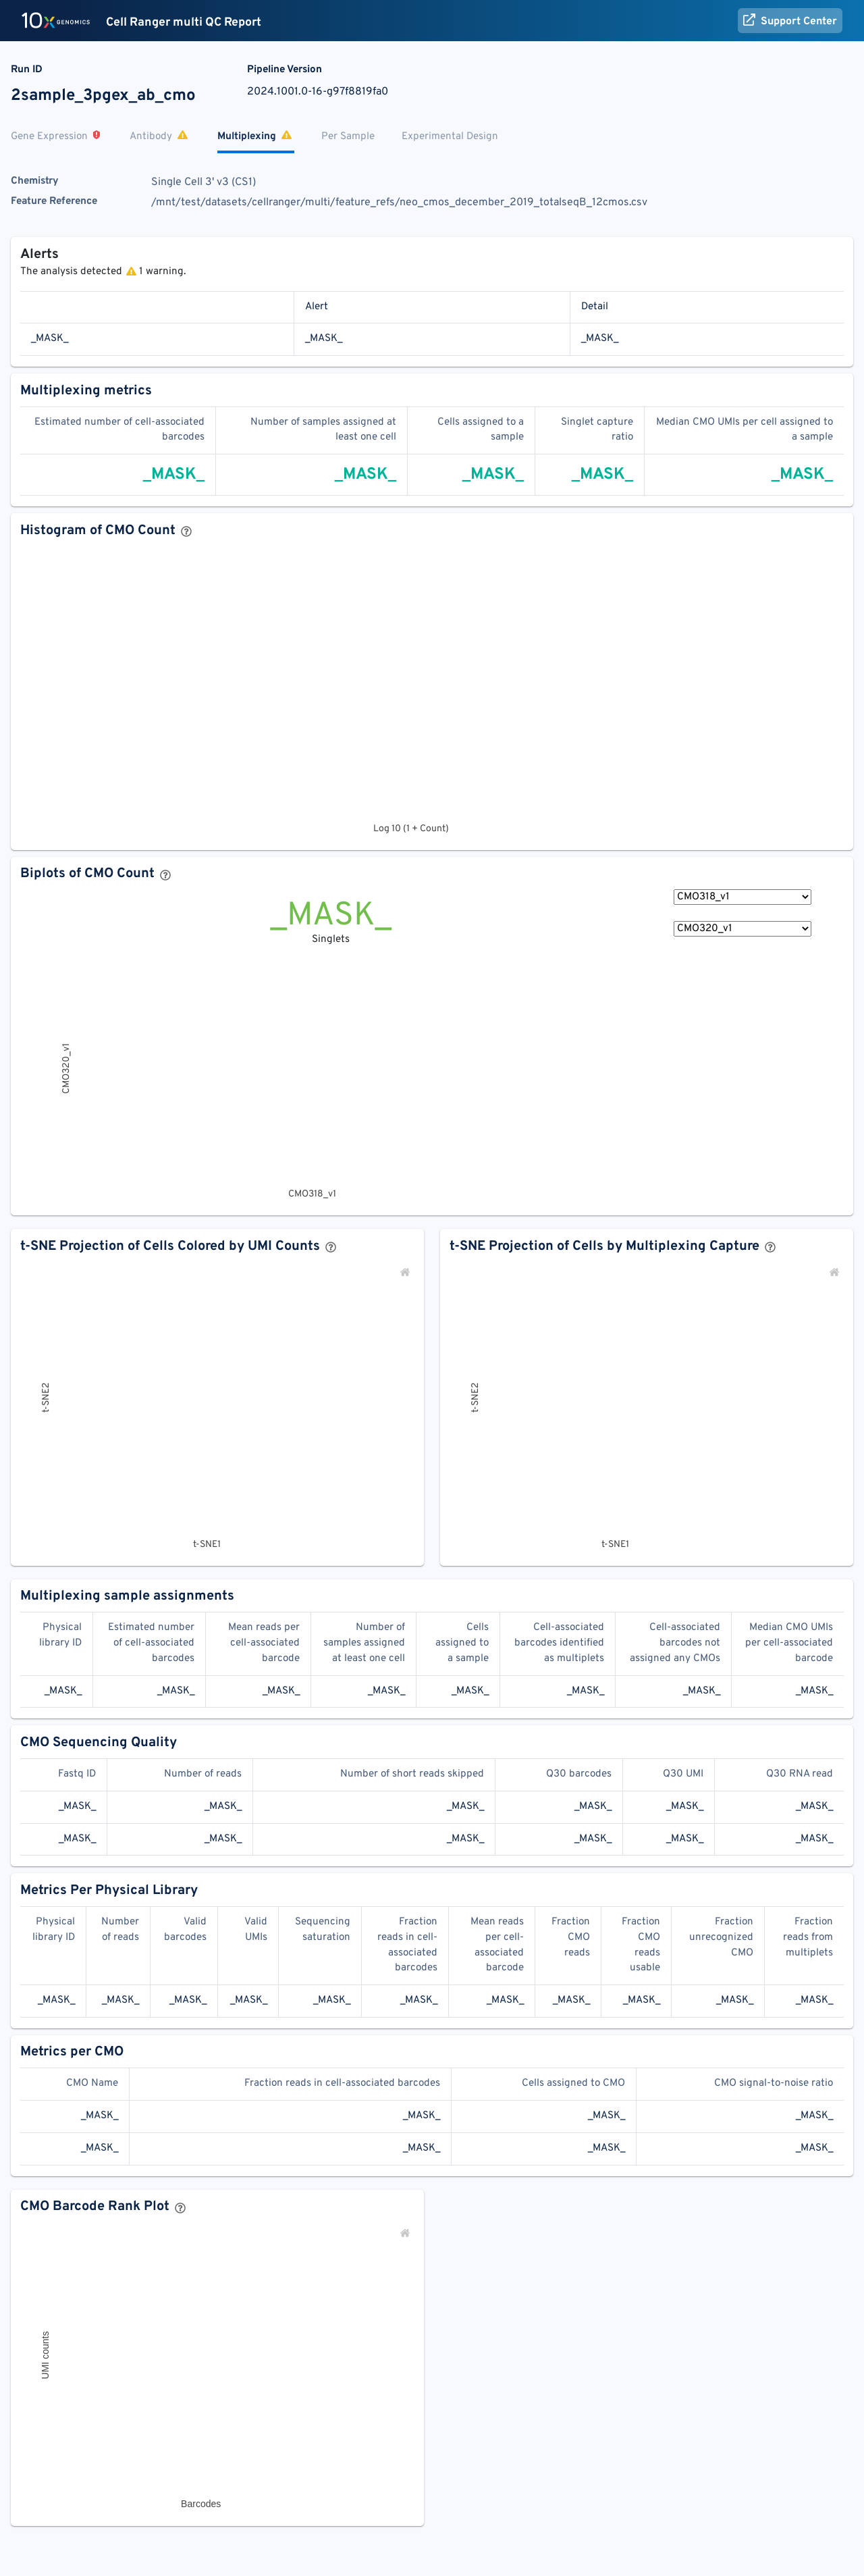 10x GENOMICS Cell Ranger multi QC Report Support Center
Run ID Pipeline Version
2sample_3pgex_ab_cmo 2024.1001.0-16-g97f8819fa0
Gene Expression Antibody Multiplexing Per Sample Experimental Design
Chemistry Single Cell 3' v3 (CS1)
Feature Reference /mnt/test/datasets/cellranger/multi/feature_refs/neo_cmos_december_2019_totalseqB_12cmos.csv
Alerts
The analysis detected 1 warning.
Alert Detail
_MASK_ _MASK_ _MASK_
Multiplexing metrics
Estimated number of cell-associated Number of samples assigned at Cells assigned to a Singlet capture Median CMO UMIs per cell assigned to
barcodes least one cell sample ratio a sample
_MASK_ _MASK_ _MASK_ _MASK_ _MASK_
Histogram of CMO Count
Log 10 (1 + Count)
Biplots of CMO Count
_MASK_
Singlets
CMO318_v1
CMO320_v1
CMO320_v1
CMO318_v1
t-SNE Projection of Cells Colored by UMI Counts
t-SNE2
t-SNE1
t-SNE Projection of Cells by Multiplexing Capture
t-SNE2
t-SNE1
Multiplexing sample assignments
Physical Estimated number Mean reads per Number of Cells Cell-associated Cell-associated Median CMO UMIs
library ID of cell-associated cell-associated samples assigned assigned to barcodes identified barcodes not per cell-associated
barcodes barcode at least one cell a sample as multiplets assigned any CMOs barcode
_MASK_ _MASK_ _MASK_ _MASK_ _MASK_ _MASK_ _MASK_ _MASK_
CMO Sequencing Quality
Fastq ID Number of reads Number of short reads skipped Q30 barcodes Q30 UMI Q30 RNA read
_MASK_ _MASK_ _MASK_ _MASK_ _MASK_ _MASK_
_MASK_ _MASK_ _MASK_ _MASK_ _MASK_ _MASK_
Metrics Per Physical Library
Physical Number Valid Valid Sequencing Fraction Mean reads Fraction Fraction Fraction Fraction
library ID of reads barcodes UMIs saturation reads in cell- per cell- CMO CMO unrecognized reads from
associated associated reads reads CMO multiplets
barcodes barcode usable
_MASK_ _MASK_ _MASK_ _MASK_ _MASK_ _MASK_ _MASK_ _MASK_ _MASK_ _MASK_ _MASK_
Metrics per CMO
CMO Name Fraction reads in cell-associated barcodes Cells assigned to CMO CMO signal-to-noise ratio
_MASK_ _MASK_ _MASK_ _MASK_
_MASK_ _MASK_ _MASK_ _MASK_
CMO Barcode Rank Plot
UMI counts
Barcodes